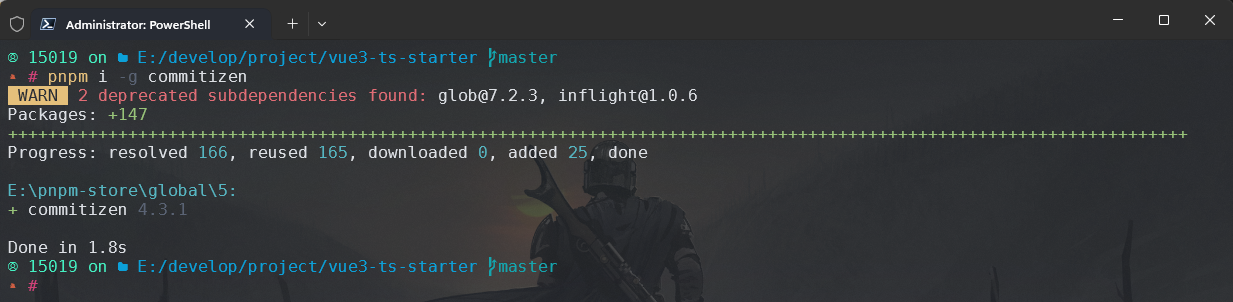 Administrator: PowerShell
15019 on E:/develop/project/vue3-ts-starter master
# pnpm i -g commitizen
WARN 2 deprecated subdependencies found: glob@7.2.3, inflight@1.0.6
Packages: +147
++++++++++++++++++++++++++++++++++++++++++++++++++++++++++++++++++++++++++++++++++++++++++++++++++++++++++++++++++++++
Progress: resolved 166, reused 165, downloaded 0, added 25, done
E:\pnpm-store\global\5:
+ commitizen 4.3.1
Done in 1.8s
15019 on E:/develop/project/vue3-ts-starter master
#